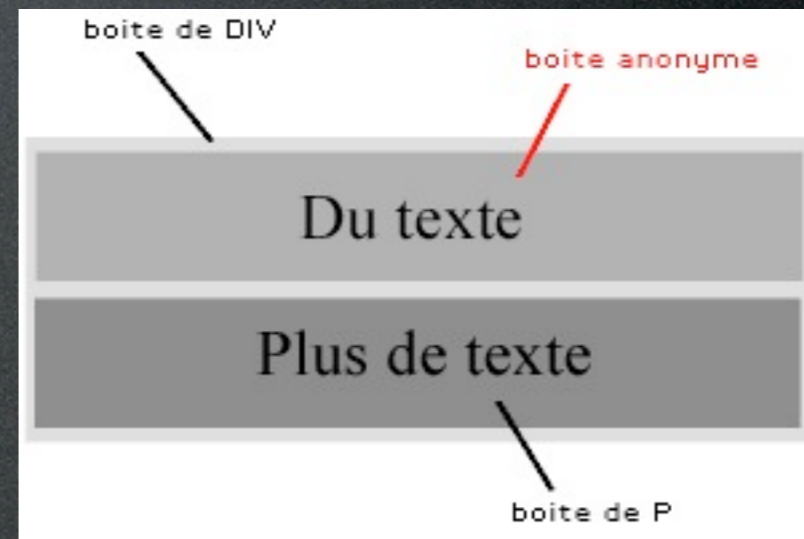 boite de DIV
boite anonyme
Du texte
Plus de texte
boite de P